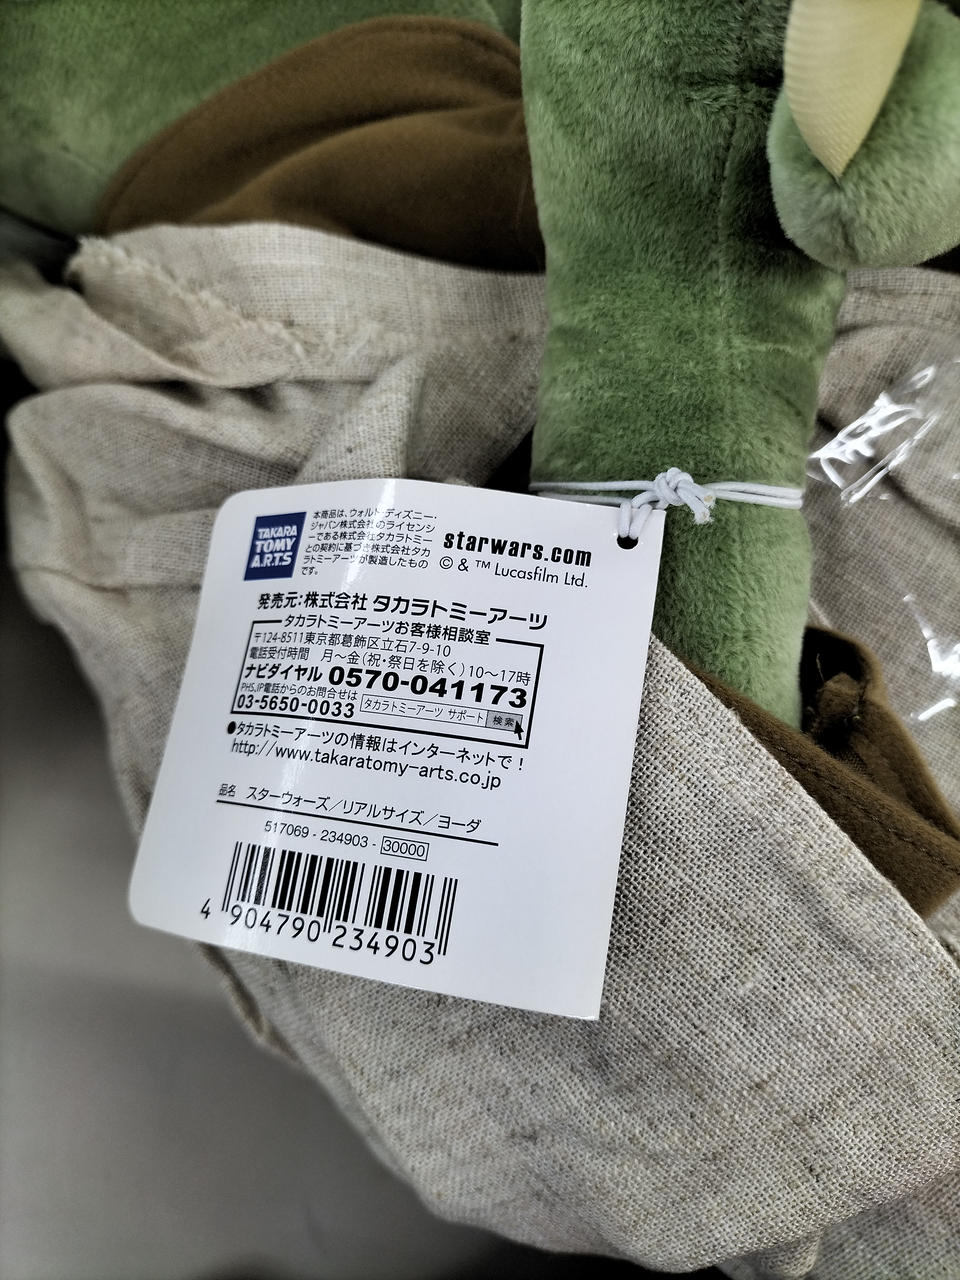 TAKARA
TOMY
A.R.T.S
本商品は、ウォルト・ディズニー・
ジャパン株式会社のライセンシ
ーである株式会社タカラトミー
との契約に基づき株式会社タカ
ラトミーアーツが製造したもの
です。
starwars.com
© & ™ Lucasfilm Ltd.
発売元:株式会社 タカラトミーアーツ
タカラトミーアーツお客様相談室
〒124-8511東京都葛飾区立石7-9-10
電話受付時間 月〜金(祝・祭日を除く)10〜17時
ナビダイヤル 0570-041173
PHS,IP電話からのお問合せは
03-5650-0033 タカラトミーアーツ サポート 検索
●タカラトミーアーツの情報はインターネットで!
http://www.takaratomy-arts.co.jp
品名 スターウォーズ/リアルサイズ/ヨーダ
517069 - 234903 - 30000
4 904790 234903